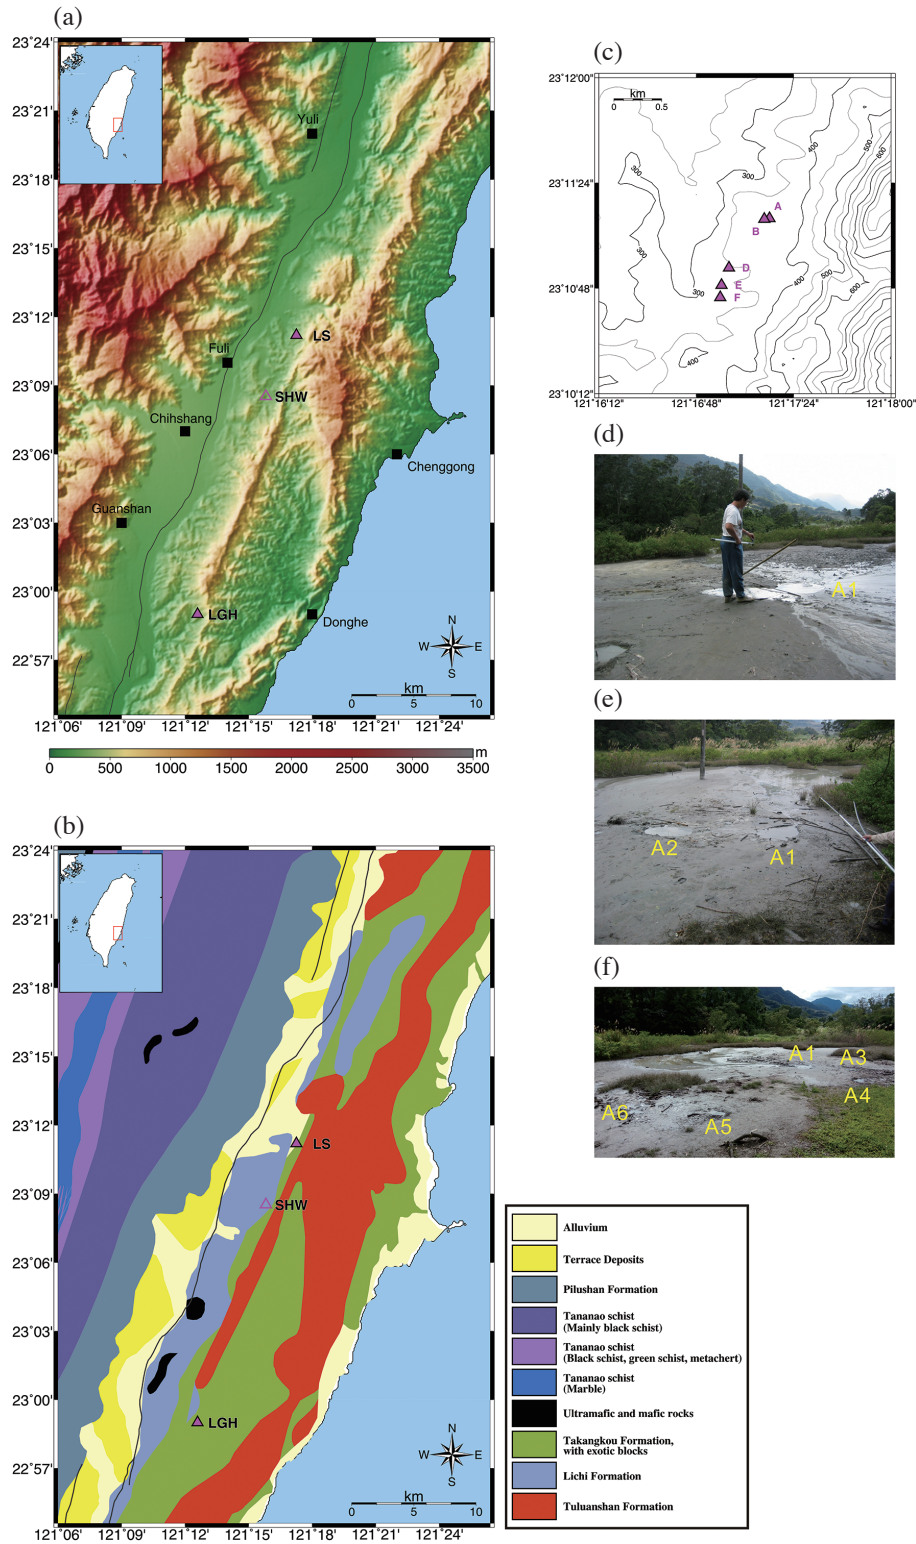 (a)
23°24'
23°21'
23°18'
23°15'
23°12'
23°09'
23°06'
23°03'
23°00'
22°57'
Yuli
LS
Fuli
SHW
Chihshang
Chenggong
Guanshan
LGH
Donghe
N
W E
S
km
0 5 10
121°06' 121°09' 121°12' 121°15' 121°18' 121°21' 121°24'
m
0 500 1000 1500 2000 2500 3000 3500
(b)
23°24'
23°21'
23°18'
23°15'
23°12'
23°09'
23°06'
23°03'
23°00'
22°57'
LS
SHW
LGH
N
W E
S
km
0 5 10
121°06' 121°09' 121°12' 121°15' 121°18' 121°21' 121°24'
(c)
23°12'00"
23°11'24"
23°10'48"
23°10'12"
km
0 0.5
400
500
600
300
300
A
B
300
D
E
F
300
400
500
600
400
121°16'12" 121°16'48" 121°17'24" 121°18'00"
(d)
A1
(e)
A2 A1
(f)
A1 A3
A4
A6
A5
Alluvium
Terrace Deposits
Pilushan Formation
Tananao schist
(Mainly black schist)
Tananao schist
(Black schist, green schist, metachert)
Tananao schist
(Marble)
Ultramafic and mafic rocks
Takangkou Formation,
with exotic blocks
Lichi Formation
Tuluanshan Formation